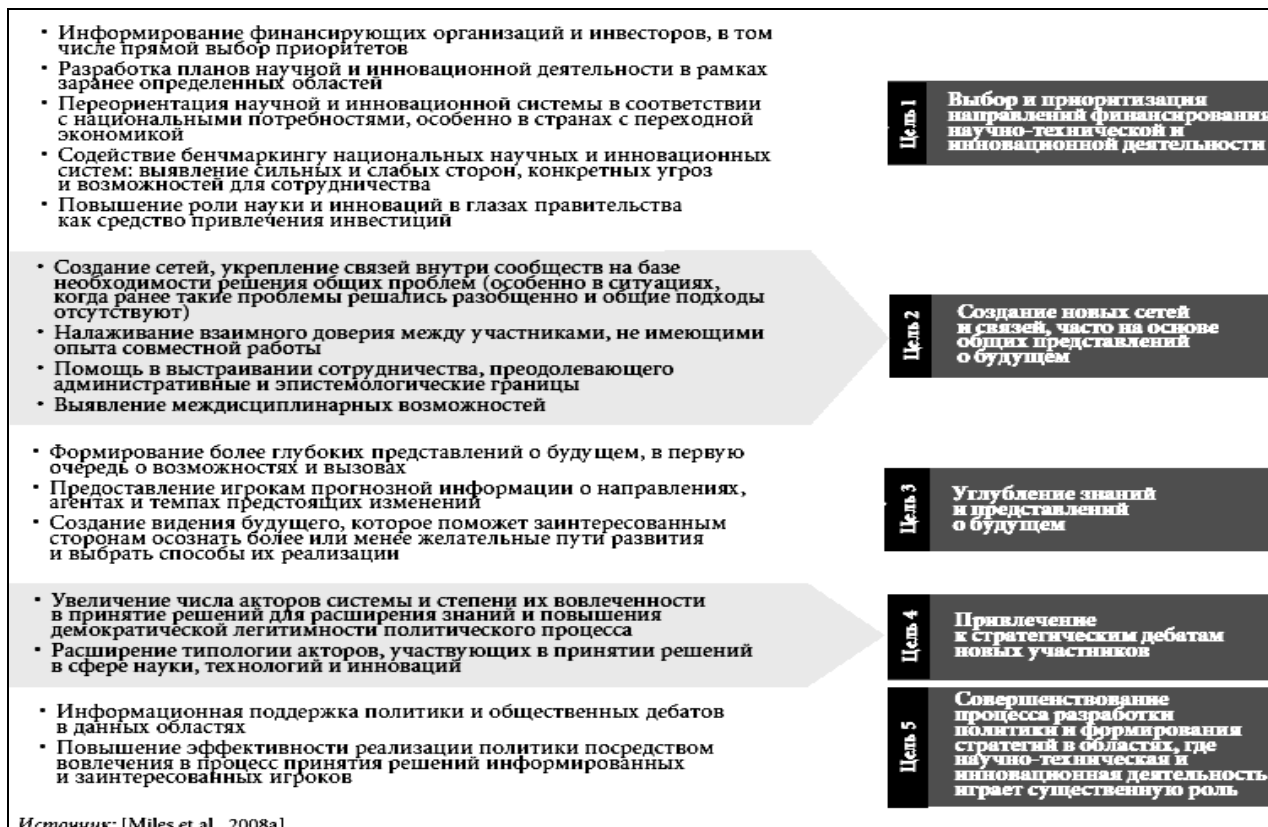 • Информирование финансирующих организаций и инвесторов, в том
числе прямой выбор приоритетов
• Разработка планов научной и инновационной деятельности в рамках
заранее определенных областей
• Переориентация научной и инновационной системы в соответствии
с национальными потребностями, особенно в странах с переходной
экономикой
• Содействие бенчмаркингу национальных научных и инновационных
систем: выявление сильных и слабых сторон, конкретных угроз
и возможностей для сотрудничества
• Повышение роли науки и инноваций в глазах правительства
как средство привлечения инвестиций
Цель 1
Выбор и приоритизация
направлений финансирования
научно-технической и
инновационной деятельности
• Создание сетей, укрепление связей внутри сообществ на базе
необходимости решения общих проблем (особенно в ситуациях,
когда ранее такие проблемы решались разобщенно и общие подходы
отсутствуют)
• Налаживание взаимного доверия между участниками, не имеющими
опыта совместной работы
• Помощь в выстраивании сотрудничества, преодолевающего
административные и эпистемологические границы
• Выявление междисциплинарных возможностей
Цель 2
Создание новых сетей
и связей, часто на основе
общих представлений
о будущем
• Формирование более глубоких представлений о будущем, в первую
очередь о возможностях и вызовах
• Предоставление игрокам прогнозной информации о направлениях,
агентах и темпах предстоящих изменений
• Создание видения будущего, которое поможет заинтересованным
сторонам осознать более или менее желательные пути развития
и выбрать способы их реализации
Цель 3
Углубление знаний
и представлений
о будущем
• Увеличение числа акторов системы и степени их вовлеченности
в принятие решений для расширения знаний и повышения
демократической легитимности политического процесса
• Расширение типологии акторов, участвующих в принятии решений
в сфере науки, технологий и инноваций
Цель 4
Привлечение
к стратегическим дебатам
новых участников
• Информационная поддержка политики и общественных дебатов
в данных областях
• Повышение эффективности реализации политики посредством
вовлечения в процесс принятия решений информированных
и заинтересованных игроков
Цель 5
Совершенствование
процесса разработки
политики и формирования
стратегий в областях, где
научно-техническая и
инновационная деятельность
играет существенную роль
Источник: [Miles et al., 2008a]